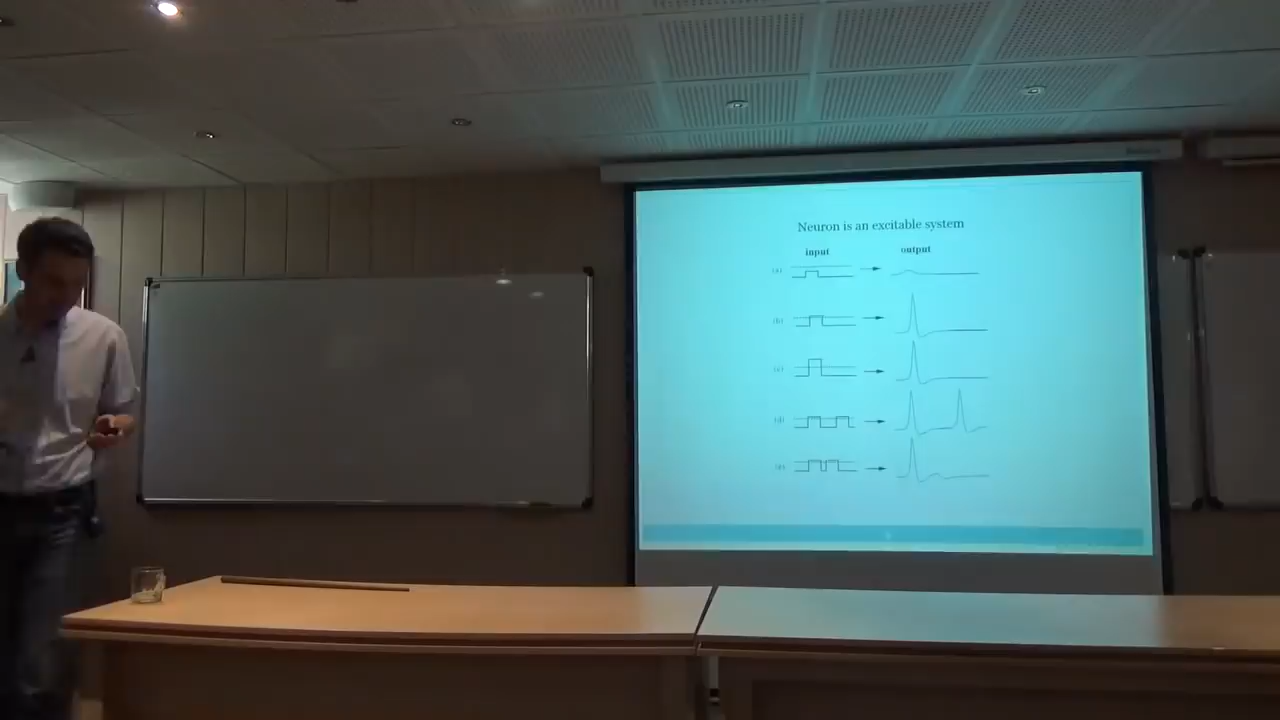 Neuron is an excitable system
input output
(a)
(b)
(c)
(d)
(e)